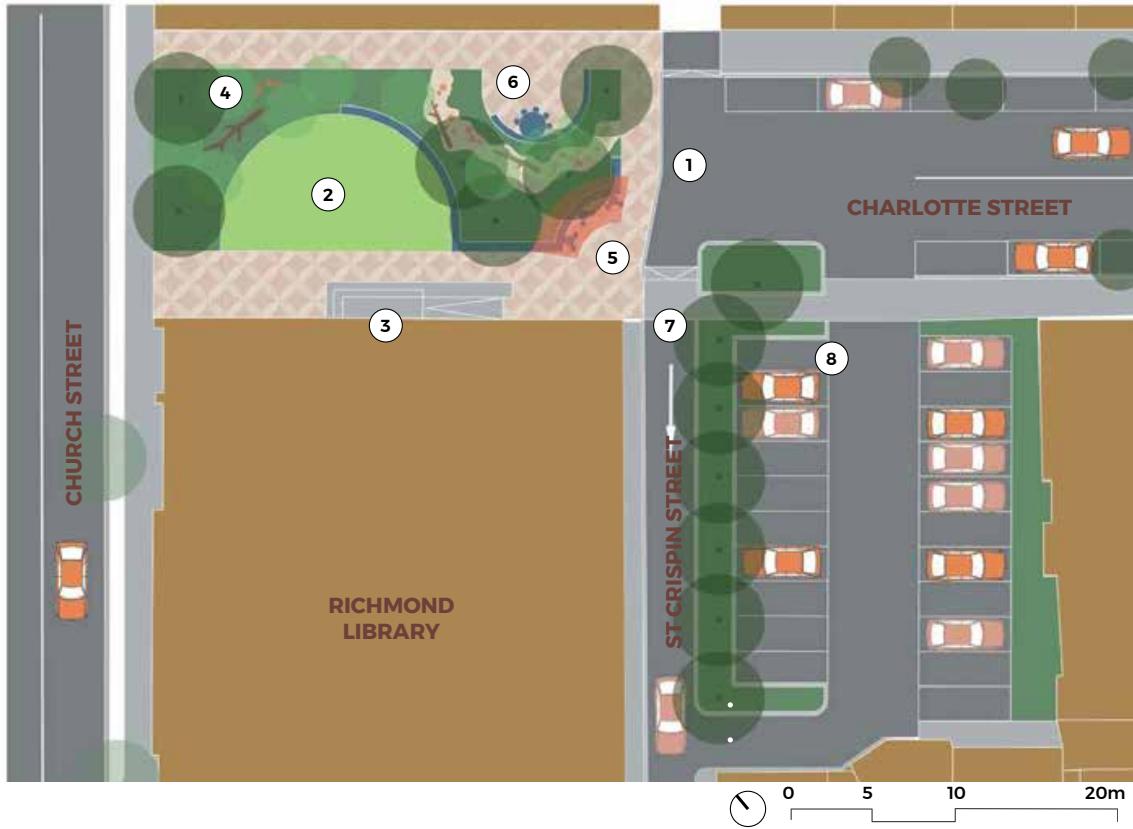 4
6
1
2
CHARLOTTE STREET
5
3
7
8
CHURCH STREET
ST CRISPIN STREET
RICHMOND
LIBRARY
0 5 10 20m